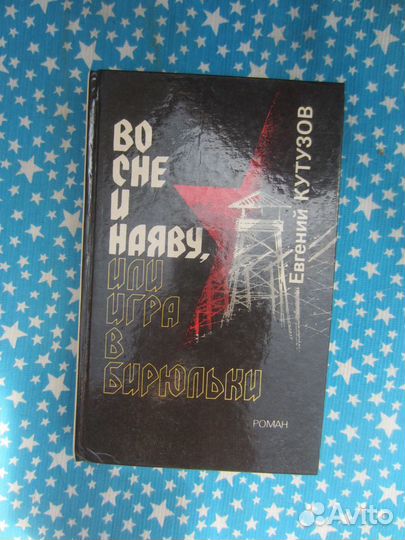 ВО
СНЕ
И
НАЯВУ,
ИЛИ
ИГРА
В
БИРЮЛЬКИ
Евгений КУТУЗОВ
РОМАН
Avito